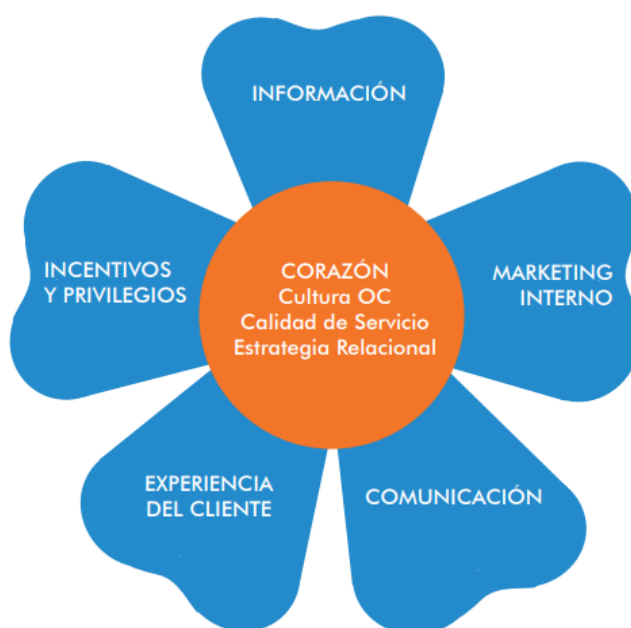 INFORMACIÓN
INCENTIVOS
Y PRIVILEGIOS
CORAZÓN
Cultura OC
Calidad de Servicio
Estrategia Relacional
MARKETING
INTERNO
EXPERIENCIA
DEL CLIENTE
COMUNICACIÓN